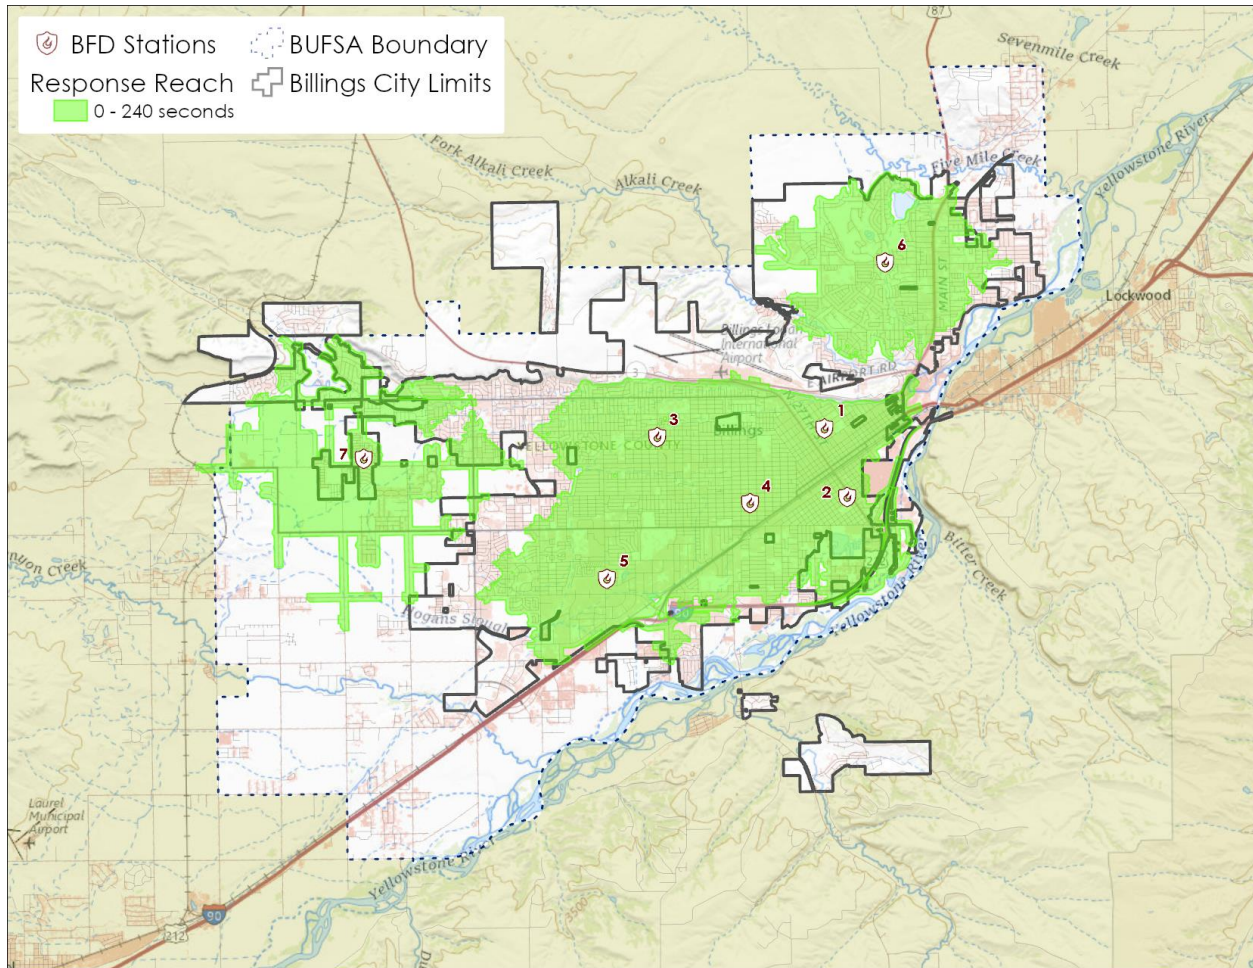 BFD Stations
BUFSA Boundary
Response Reach
Billings City Limits
0 - 240 seconds
87
Sevenmile Creek
Fork Alkali Creek
Alkali Creek
Five Mile Creek
Yellowstone River
6
MAIN ST
Lockwood
Billings Logan
International
Airport
3
E AIRPORT RD
N 27TH
1
3
Billings
YELLOWSTONE COUNTY
7
4
2
5
Bitter Creek
nyon Creek
Hogans Slough
Yellowstone River
Laurel
Municipal
Airport
Yellowstone River
3500
90
212